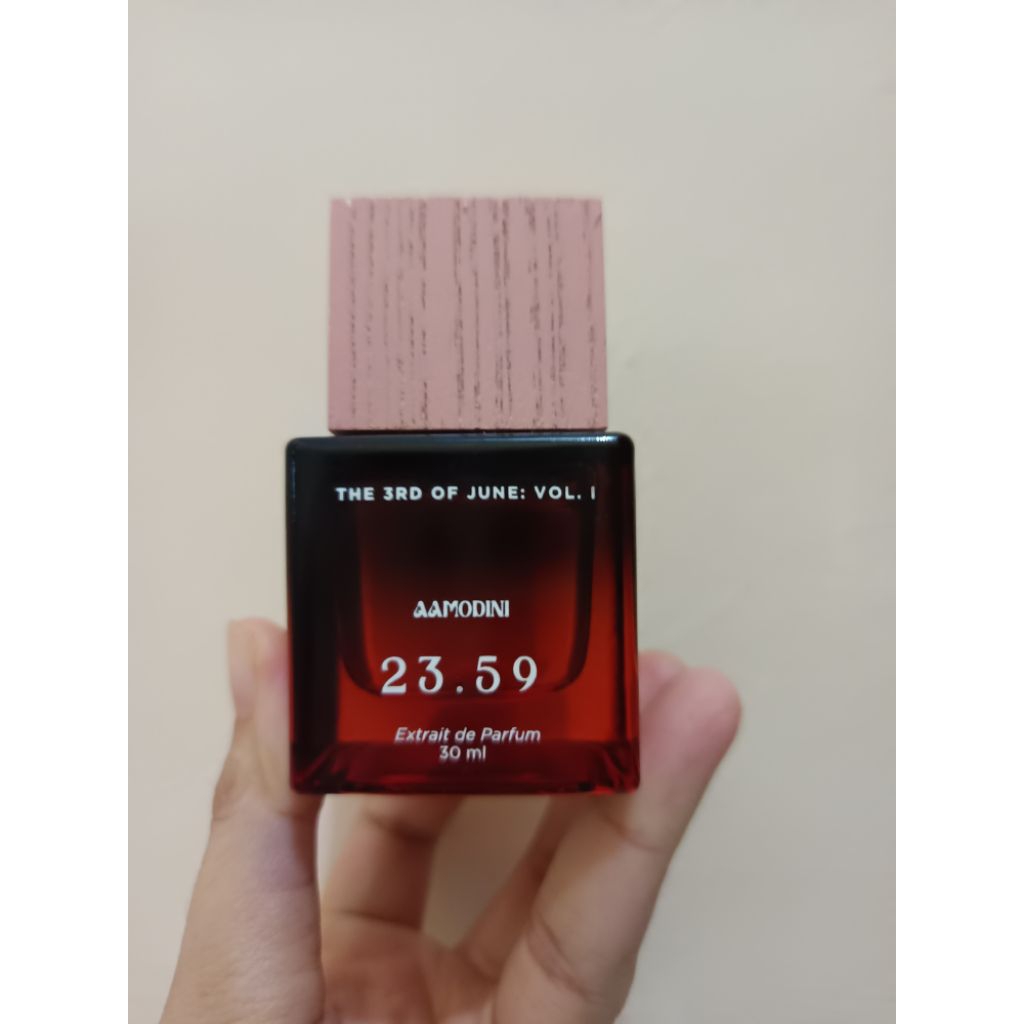 THE 3RD OF JUNE: VOL. I
AAMODINI
23.59
Extrait de Parfum
30 ml